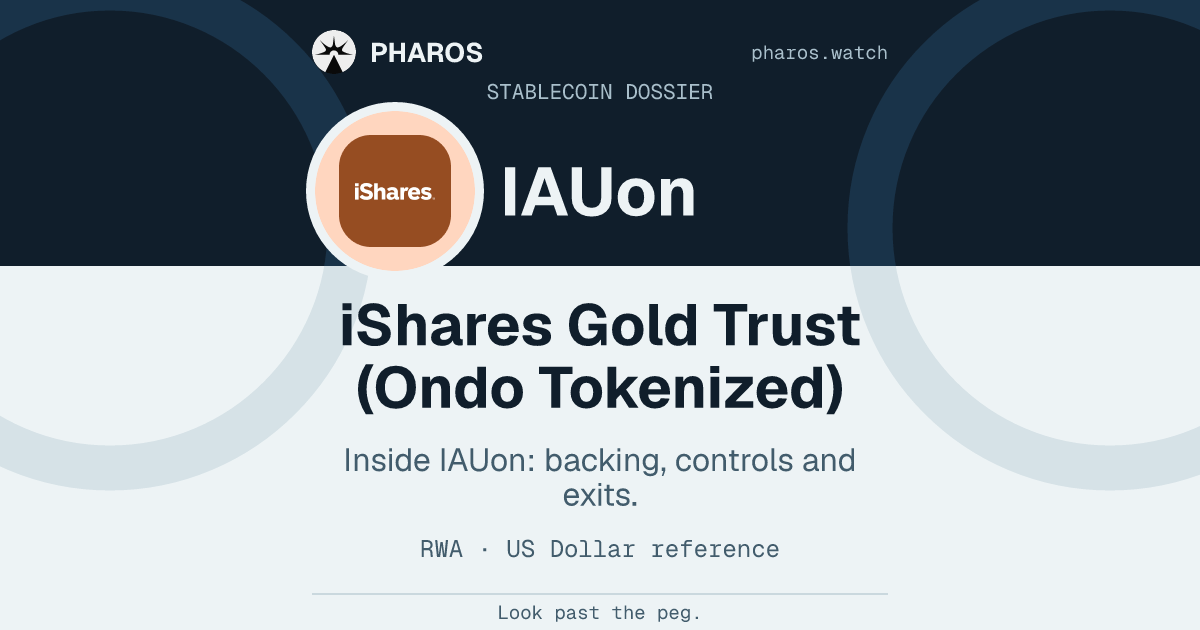 PHAROS
pharos.watch
STABLECOIN DOSSIER
iShares.
IAUon
iShares Gold Trust
(Ondo Tokenized)
Inside IAUon: backing, controls and
exits.
RWA · US Dollar reference
Look past the peg.